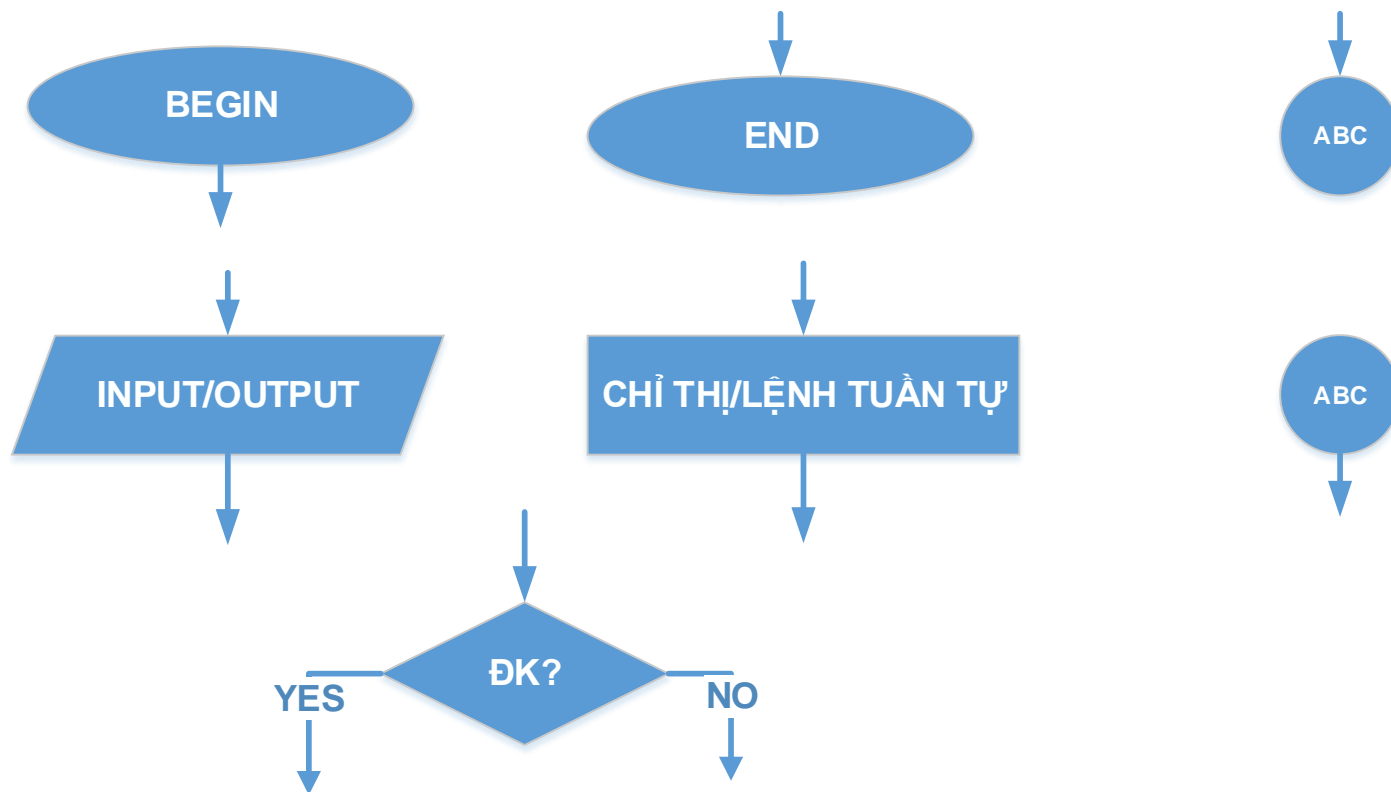 BEGIN
END
ABC
INPUT/OUTPUT
CHỈ THỊ/LỆNH TUẦN TỰ
ABC
ĐK?
YES
NO